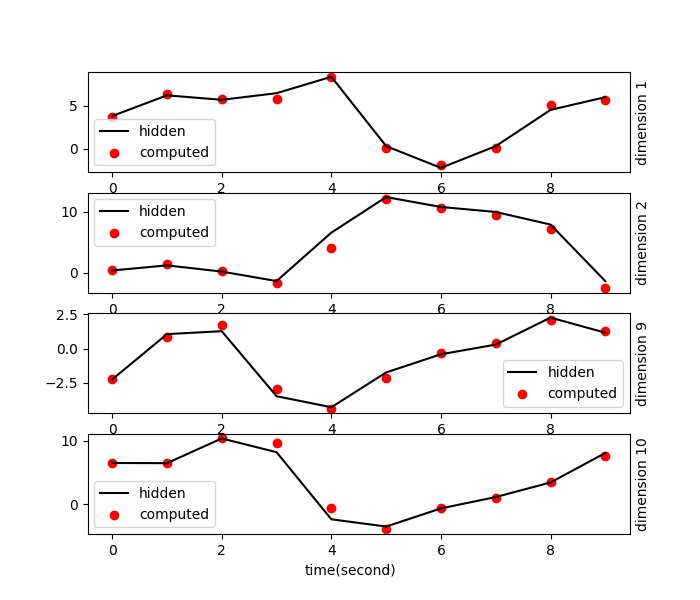 5
0
hidden
computed
0 2 4 6 8
dimension 1
10
0
hidden
computed
0 2 4 6 8
dimension 2
2.5
0.0
−2.5
hidden
computed
0 2 4 6 8
dimension 9
10
0
hidden
computed
0 2 4 6 8
dimension 10
time(second)